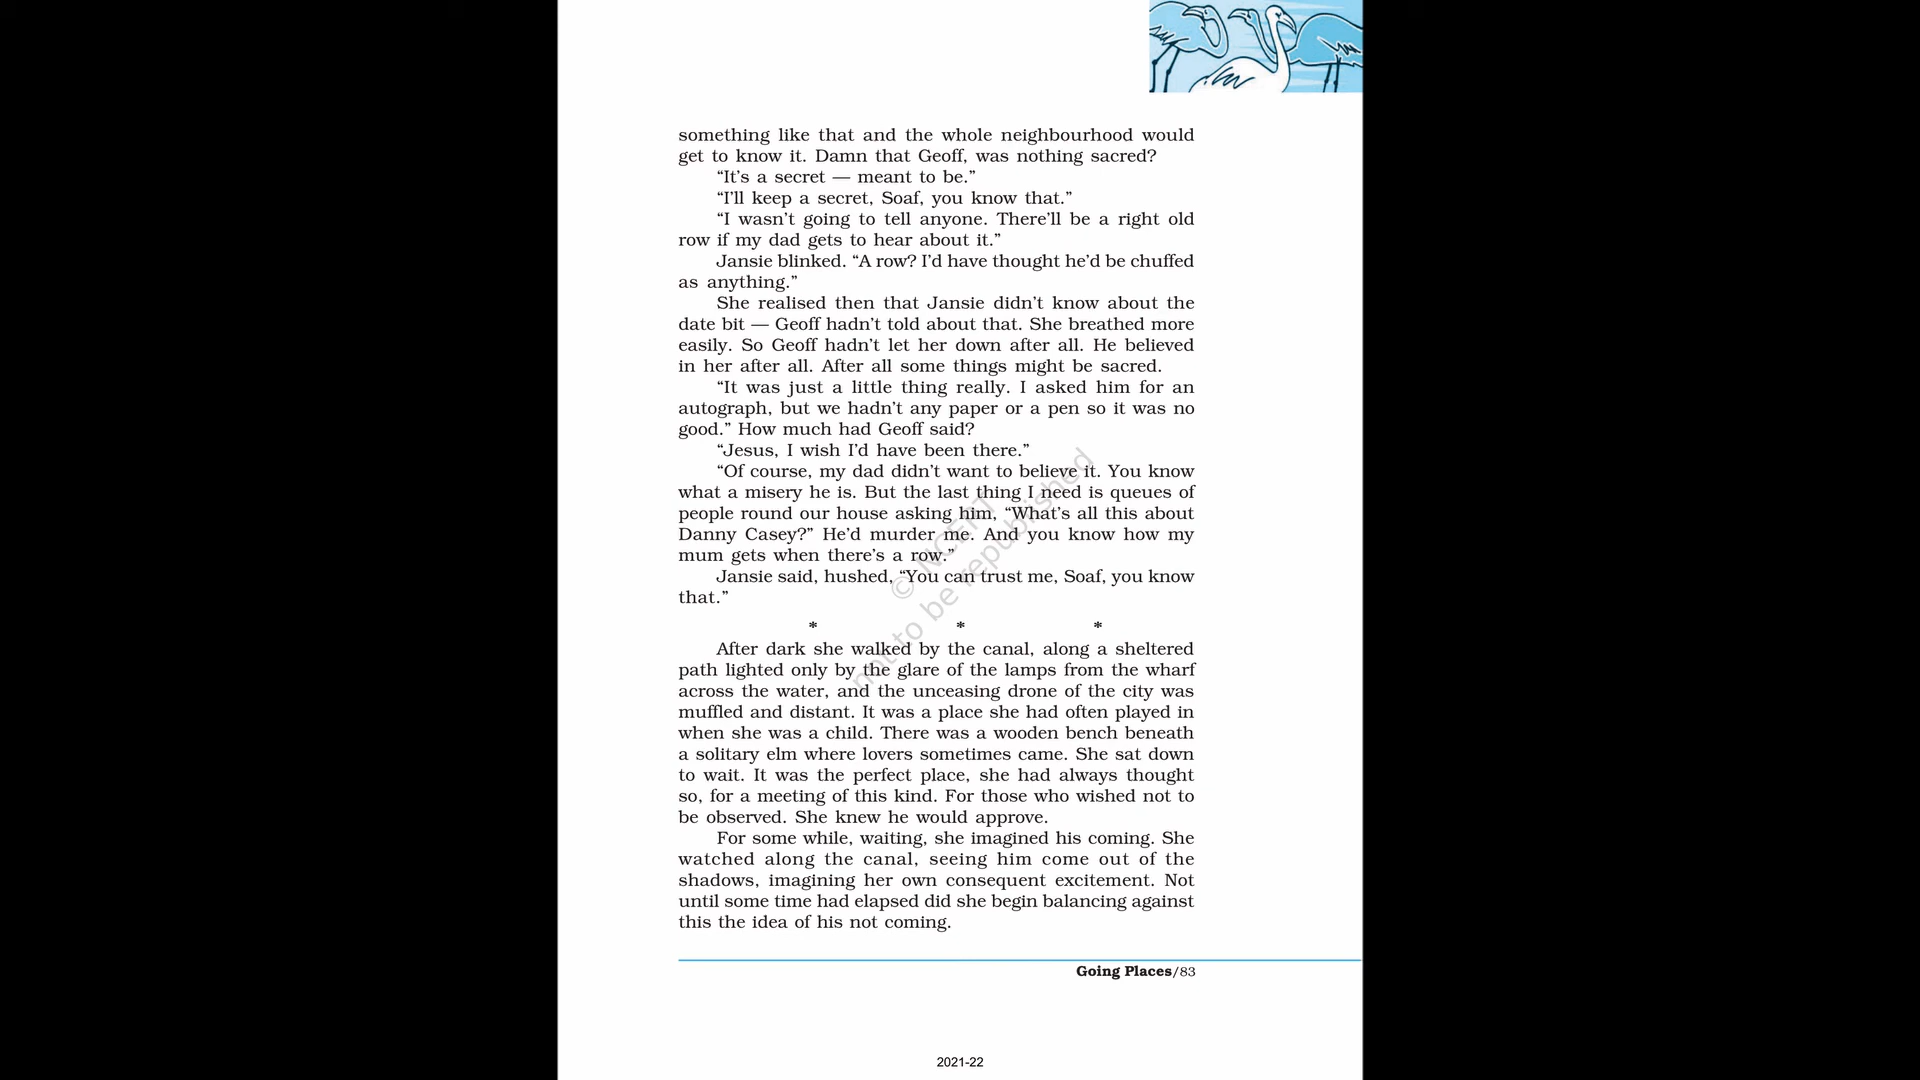 something like that and the whole neighbourhood would
get to know it. Damn that Geoff, was nothing sacred?
“It’s a secret — meant to be.”
“I’ll keep a secret, Soaf, you know that.”
“I wasn’t going to tell anyone. There’ll be a right old
row if my dad gets to hear about it.”
Jansie blinked. “A row? I’d have thought he’d be chuffed
as anything.”
She realised then that Jansie didn’t know about the
date bit — Geoff hadn’t told about that. She breathed more
easily. So Geoff hadn’t let her down after all. He believed
in her after all. After all some things might be sacred.
“It was just a little thing really. I asked him for an
autograph, but we hadn’t any paper or a pen so it was no
good.” How much had Geoff said?
“Jesus, I wish I’d have been there.”
“Of course, my dad didn’t want to believe it. You know
what a misery he is. But the last thing I need is queues of
people round our house asking him, “What’s all this about
Danny Casey?” He’d murder me. And you know how my
mum gets when there’s a row.”
Jansie said, hushed, “You can trust me, Soaf, you know
that.”
* * *
After dark she walked by the canal, along a sheltered
path lighted only by the glare of the lamps from the wharf
across the water, and the unceasing drone of the city was
muffled and distant. It was a place she had often played in
when she was a child. There was a wooden bench beneath
a solitary elm where lovers sometimes came. She sat down
to wait. It was the perfect place, she had always thought
so, for a meeting of this kind. For those who wished not to
be observed. She knew he would approve.
For some while, waiting, she imagined his coming. She
watched along the canal, seeing him come out of the
shadows, imagining her own consequent excitement. Not
until some time had elapsed did she begin balancing against
this the idea of his not coming.
© NCERT
not to be republished
Going Places/83
2021-22